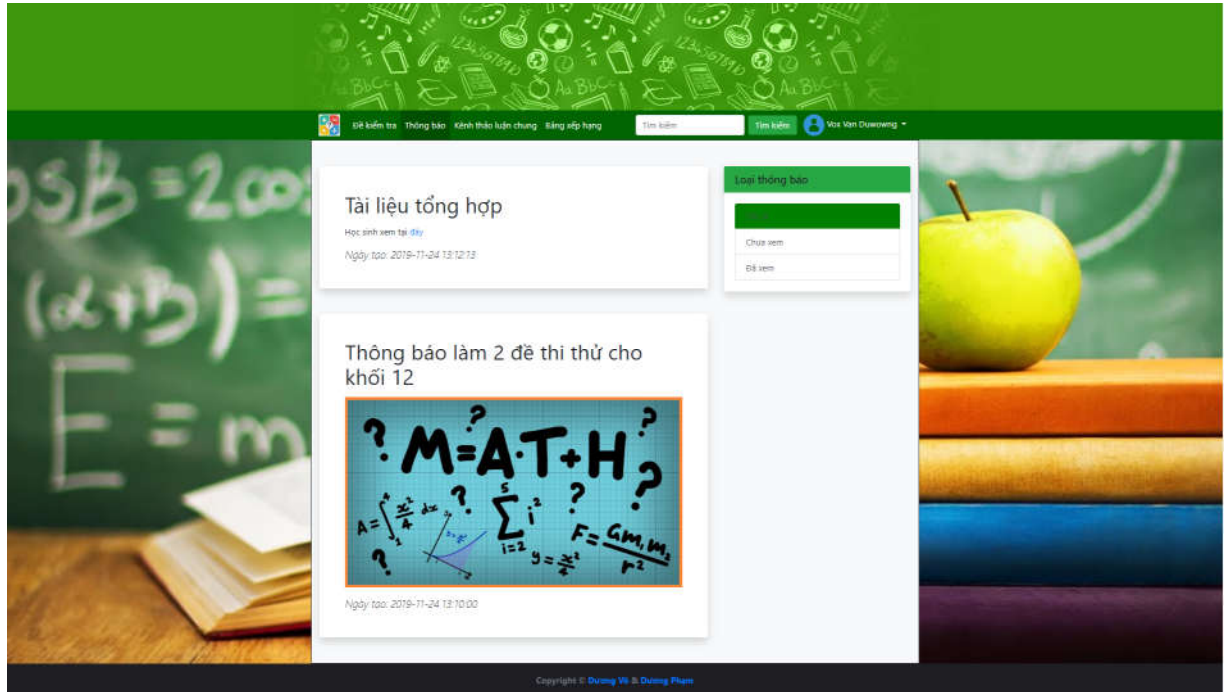 Đề kiểm tra Thông báo Kênh thảo luận chung Bảng xếp hạng Tìm kiếm Tìm kiếm Vos Van Duwowng
Tài liệu tổng hợp
Học sinh xem tại đây
Ngày tạo: 2019-11-24 13:12:13
Thông báo làm 2 đề thi thử cho
khối 12
? M=A·T+H ?
Ngày tạo: 2019-11-24 13:10:00
Loại thông báo
Chưa xem
Đã xem
Copyright © Dương Võ & Dương Phạm